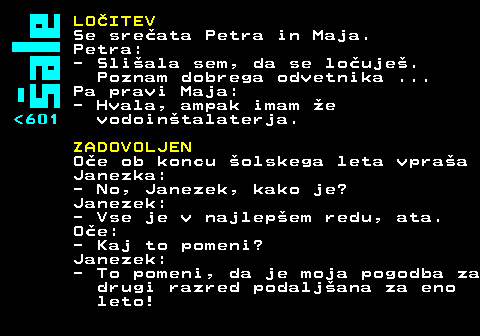 šale
<601
LOČITEV
Se srečata Petra in Maja.
Petra:
- Slišala sem, da se ločuješ.
Poznam dobrega odvetnika ...
Pa pravi Maja:
- Hvala, ampak imam že
vodoinštalaterja.
ZADOVOLJEN
Oče ob koncu šolskega leta vpraša
Janezka:
- No, Janezek, kako je?
Janezek:
- Vse je v najlepšem redu, ata.
Oče:
- Kaj to pomeni?
Janezek:
- To pomeni, da je moja pogodba za
drugi razred podaljšana za eno
leto!